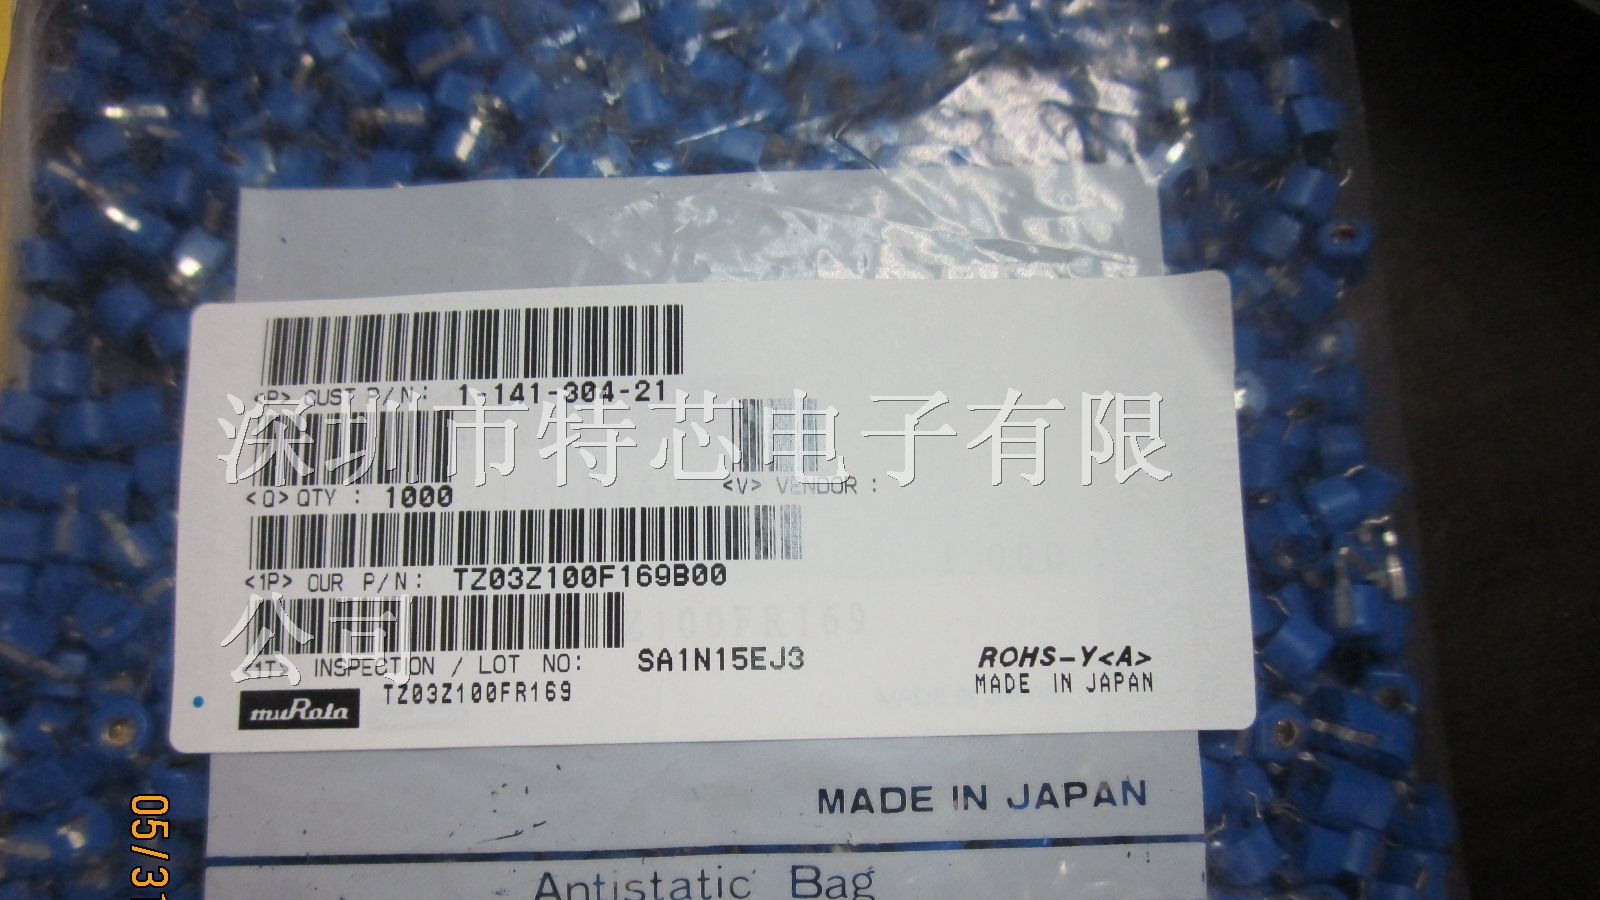 <P> CUST P/N: 1-141-304-21
深圳市特芯电子有限
<Q> QTY : 1000
<V> VENDOR :
<1P> OUR P/N: TZ03Z100F169B00
公司
<1T> INSPECTION / LOT NO: SA1N15EJ3
ROHS-Y<A>
TZ03Z100FR169
MADE IN JAPAN
muRata
MADE IN JAPAN
Antistatic Bag
05/31